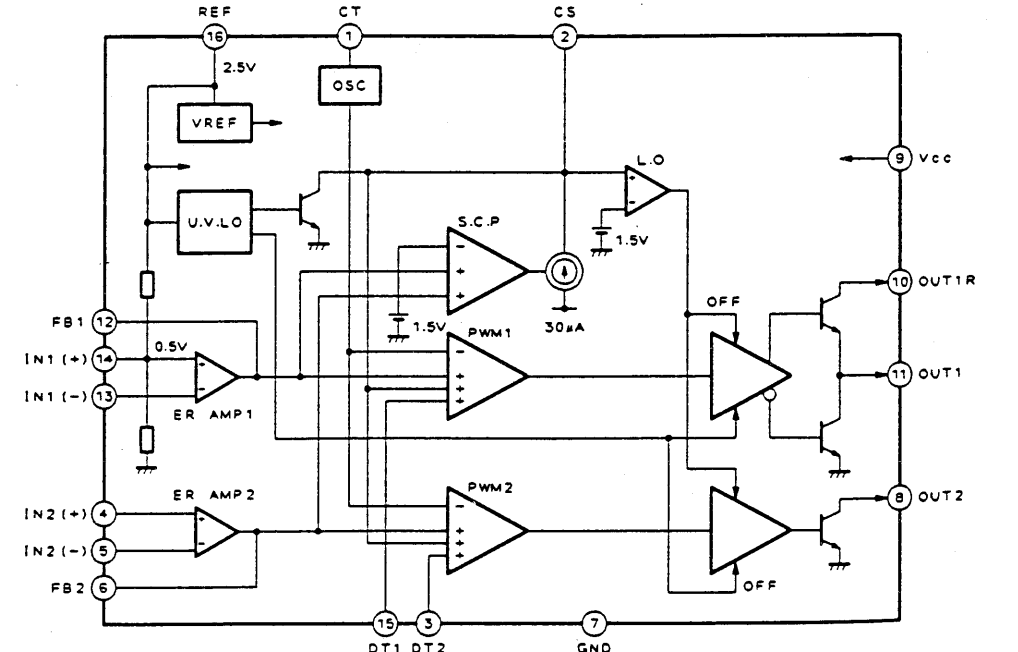 REF CT CS
16 1 2
2.5V
OSC
VREF
L.O
9 Vcc
U.V.LO
S.C.P
1.5V
OFF
10 OUT1R
30µA
FB1 12
1.5V
PWM1
IN1(+) 14
0.5V
11 OUT1
IN1(-) 13
ER AMP1
ER AMP2
PWM2
8 OUT2
IN2(+) 4
IN2(-) 5
FB2 6
OFF
15 3 7
DT1 DT2 GND